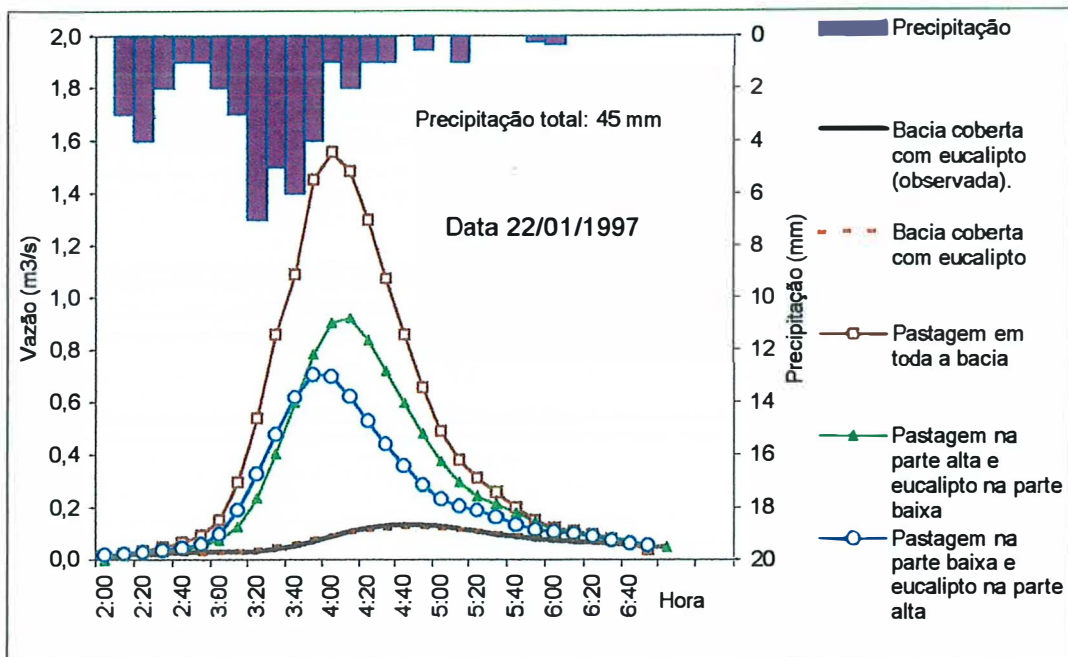 2,0
1,8
1,6
1,4
1,2
1,0
0,8
0,6
0,4
0,2
0,0
Vazão (m3/s)
Precipitação total: 45 mm
Data 22/01/1997
0
2
4
6
8
10
12
14
16
18
20
Precipitação (mm)
2:00
2:20
2:40
3:00
3:20
3:40
4:00
4:20
4:40
5:00
5:20
5:40
6:00
6:20
6:40
Hora
Precipitação
Bacia coberta
com eucalipto
(observada).
Bacia coberta
com eucalipto
Pastagem em
toda a bacia
Pastagem na
parte alta e
eucalipto na parte
baixa
Pastagem na
parte baixa e
eucalipto na parte
alta